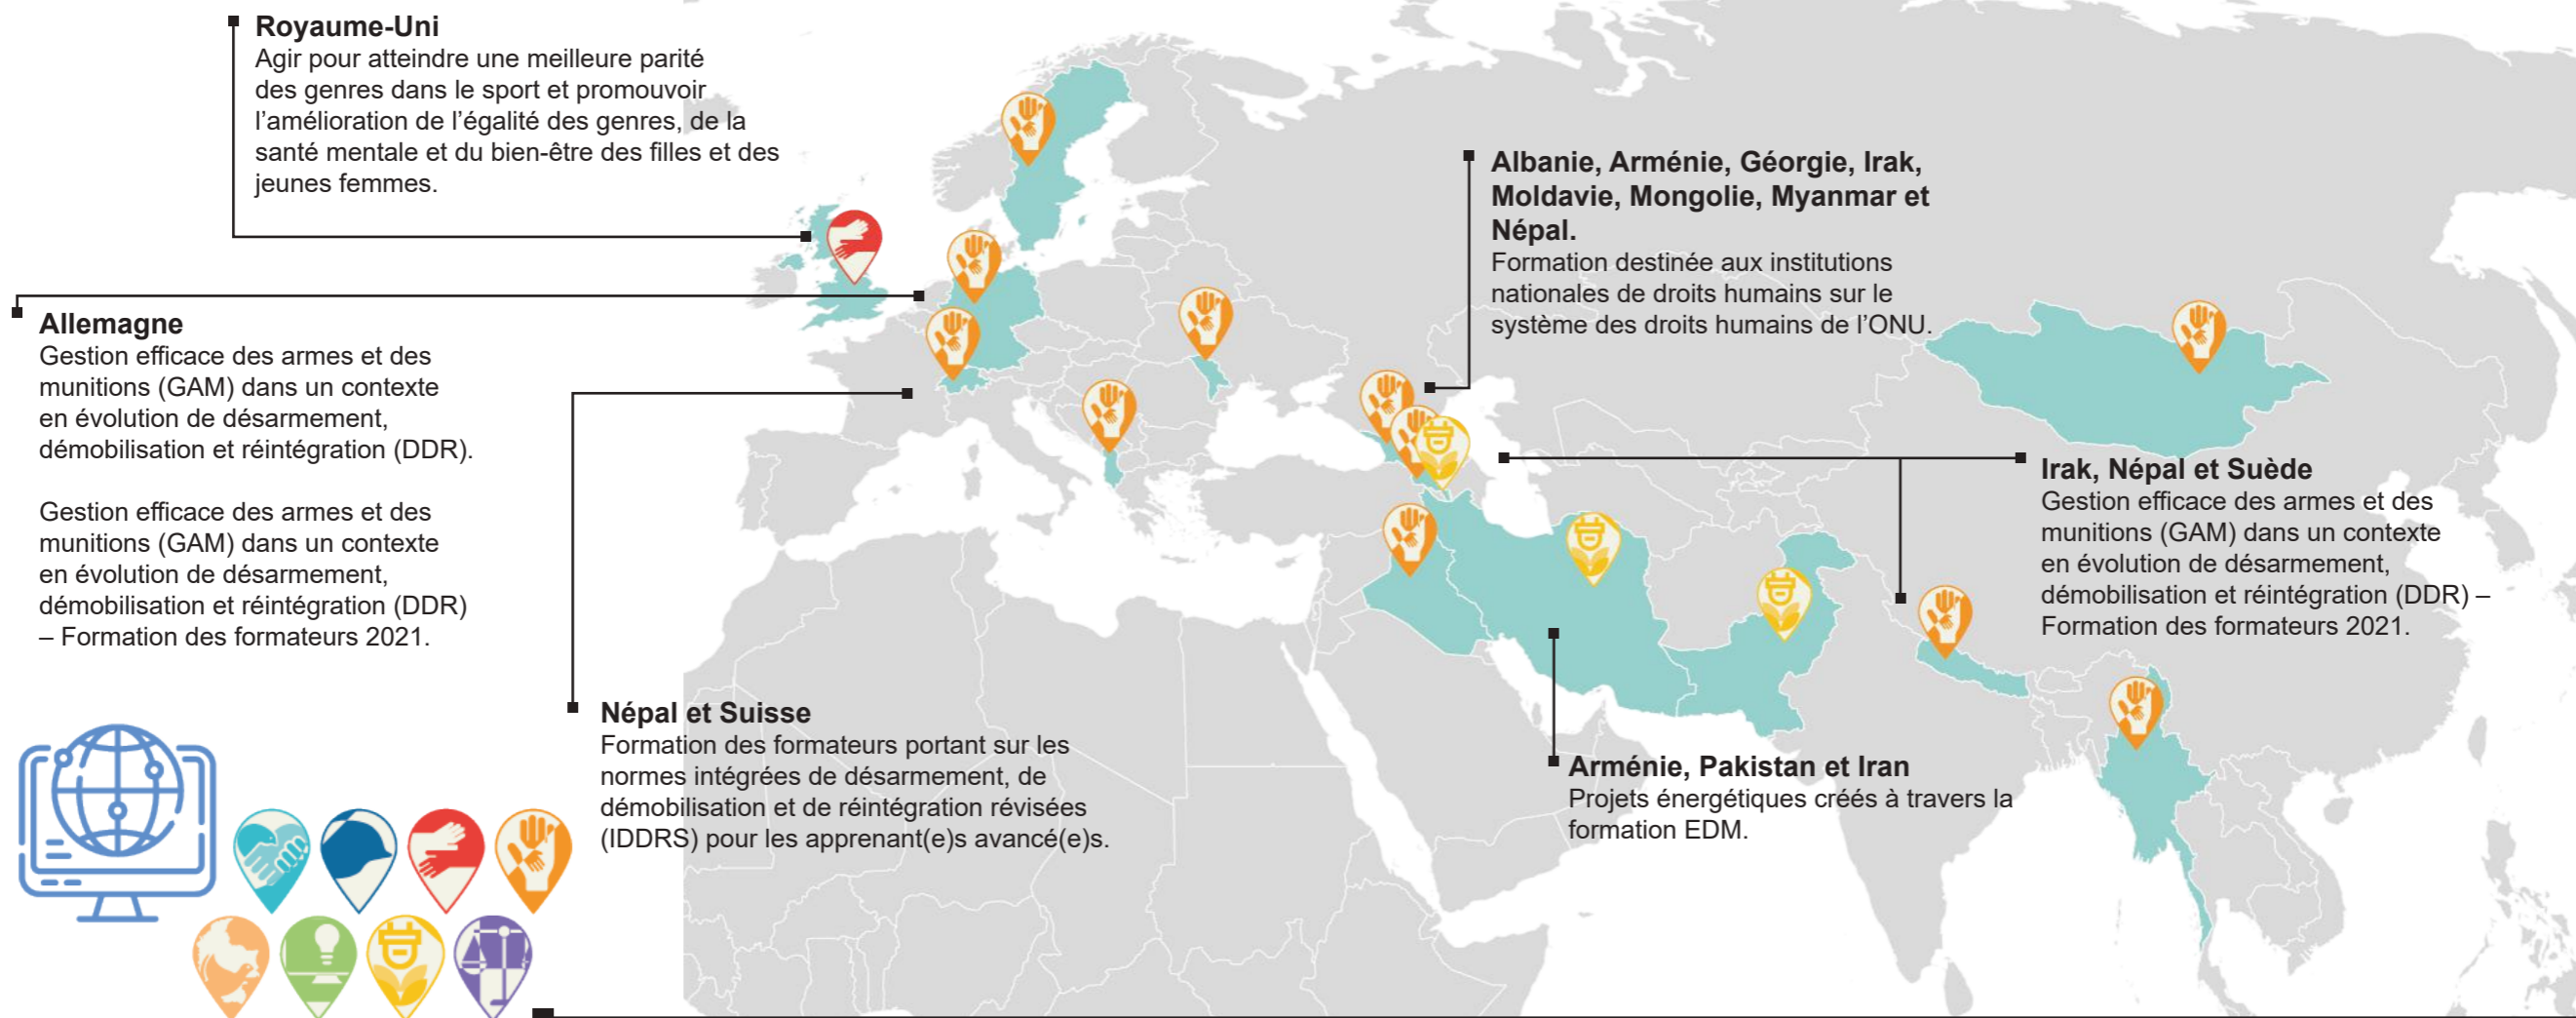 Royaume-Uni
Agir pour atteindre une meilleure parité
des genres dans le sport et promouvoir
l’amélioration de l’égalité des genres, de la
santé mentale et du bien-être des filles et des
jeunes femmes.
Allemagne
Gestion efficace des armes et des
munitions (GAM) dans un contexte
en évolution de désarmement,
démobilisation et réintégration (DDR).
Gestion efficace des armes et des
munitions (GAM) dans un contexte
en évolution de désarmement,
démobilisation et réintégration (DDR)
– Formation des formateurs 2021.
Népal et Suisse
Formation des formateurs portant sur les
normes intégrées de désarmement, de
démobilisation et de réintégration révisées
(IDDRS) pour les apprenant(e)s avancé(e)s.
Albanie, Arménie, Géorgie, Irak,
Moldavie, Mongolie, Myanmar et
Népal.
Formation destinée aux institutions
nationales de droits humains sur le
système des droits humains de l’ONU.
Irak, Népal et Suède
Gestion efficace des armes et des
munitions (GAM) dans un contexte
en évolution de désarmement,
démobilisation et réintégration (DDR) –
Formation des formateurs 2021.
Arménie, Pakistan et Iran
Projets énergétiques créés à travers la
formation EDM.